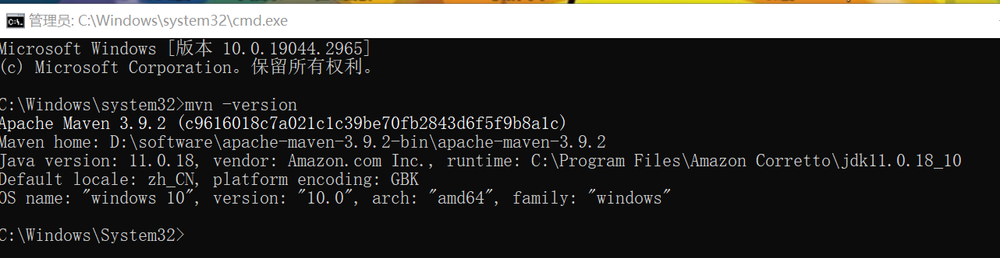 管理员: C:\Windows\system32\cmd.exe
Microsoft Windows [版本 10.0.19044.2965]
(c) Microsoft Corporation。保留所有权利。
C:\Windows\system32>mvn -version
Apache Maven 3.9.2 (c9616018c7a021c1c39be70fb2843d6f5f9b8a1c)
Maven home: D:\software\apache-maven-3.9.2-bin\apache-maven-3.9.2
Java version: 11.0.18, vendor: Amazon.com Inc., runtime: C:\Program Files\Amazon Corretto\jdk11.0.18_10
Default locale: zh_CN, platform encoding: GBK
OS name: "windows 10", version: "10.0", arch: "amd64", family: "windows"
C:\Windows\System32>